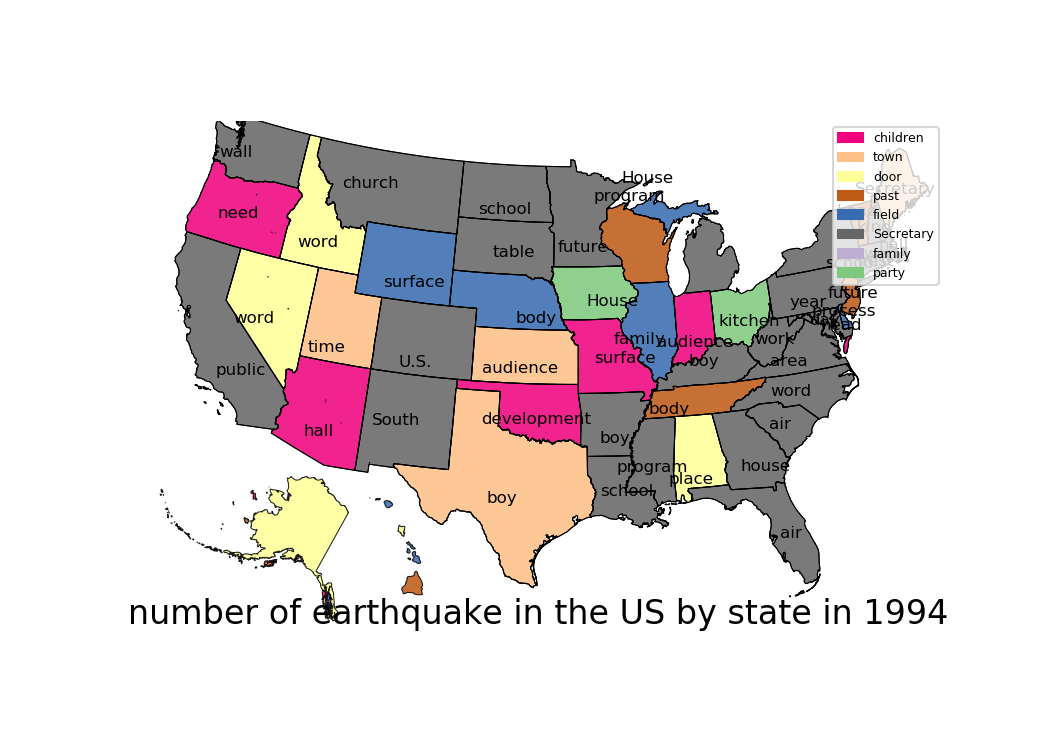 children
town
door
past
field
Secretary
family
party
wall
need
word
church
school
table
future
House
program
Secretary
surface
word
House
body
family
surface
audience
boy
kitchen
year
future
process
head
work
area
public
time
U.S.
audience
hall
South
development
boy
body
word
air
boy
program
school
place
house
boy
air
number of earthquake in the US by state in 1994